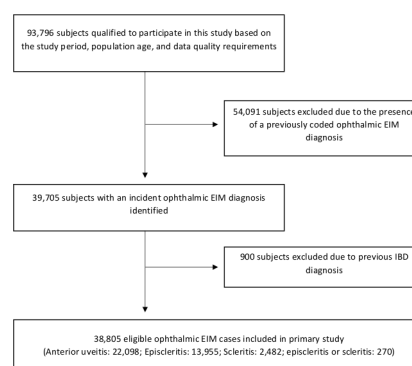 93,796 subjects qualified to participate in this study based on
the study period, population age, and data quality requirements
54,091 subjects excluded due to the presence
of a previously coded ophthalmic EIM
diagnosis
39,705 subjects with an incident ophthalmic EIM diagnosis
identified
900 subjects excluded due to previous IBD
diagnosis
38,805 eligible ophthalmic EIM cases included in primary study
(Anterior uveitis: 22,098; Episcleritis: 13,955; Scleritis: 2,482; episcleritis or scleritis: 270)